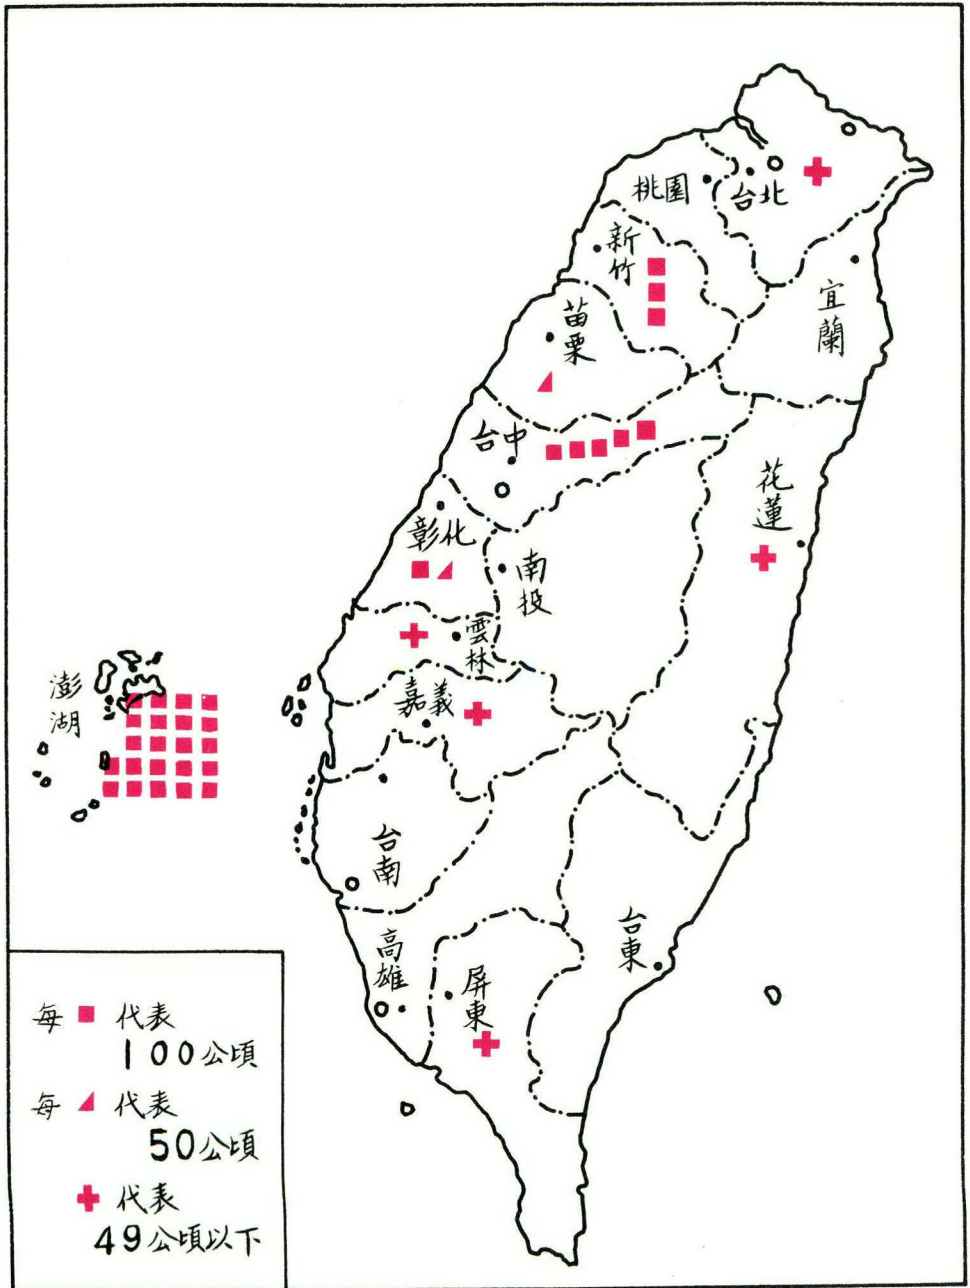 桃園
台北
新竹
宜蘭
苗栗
台中
花蓮
彰化
南投
雲林
澎湖
嘉義
台南
台東
高雄
屏東
每 代表
100公頃
每 代表
50公頃
代表
49公頃以下